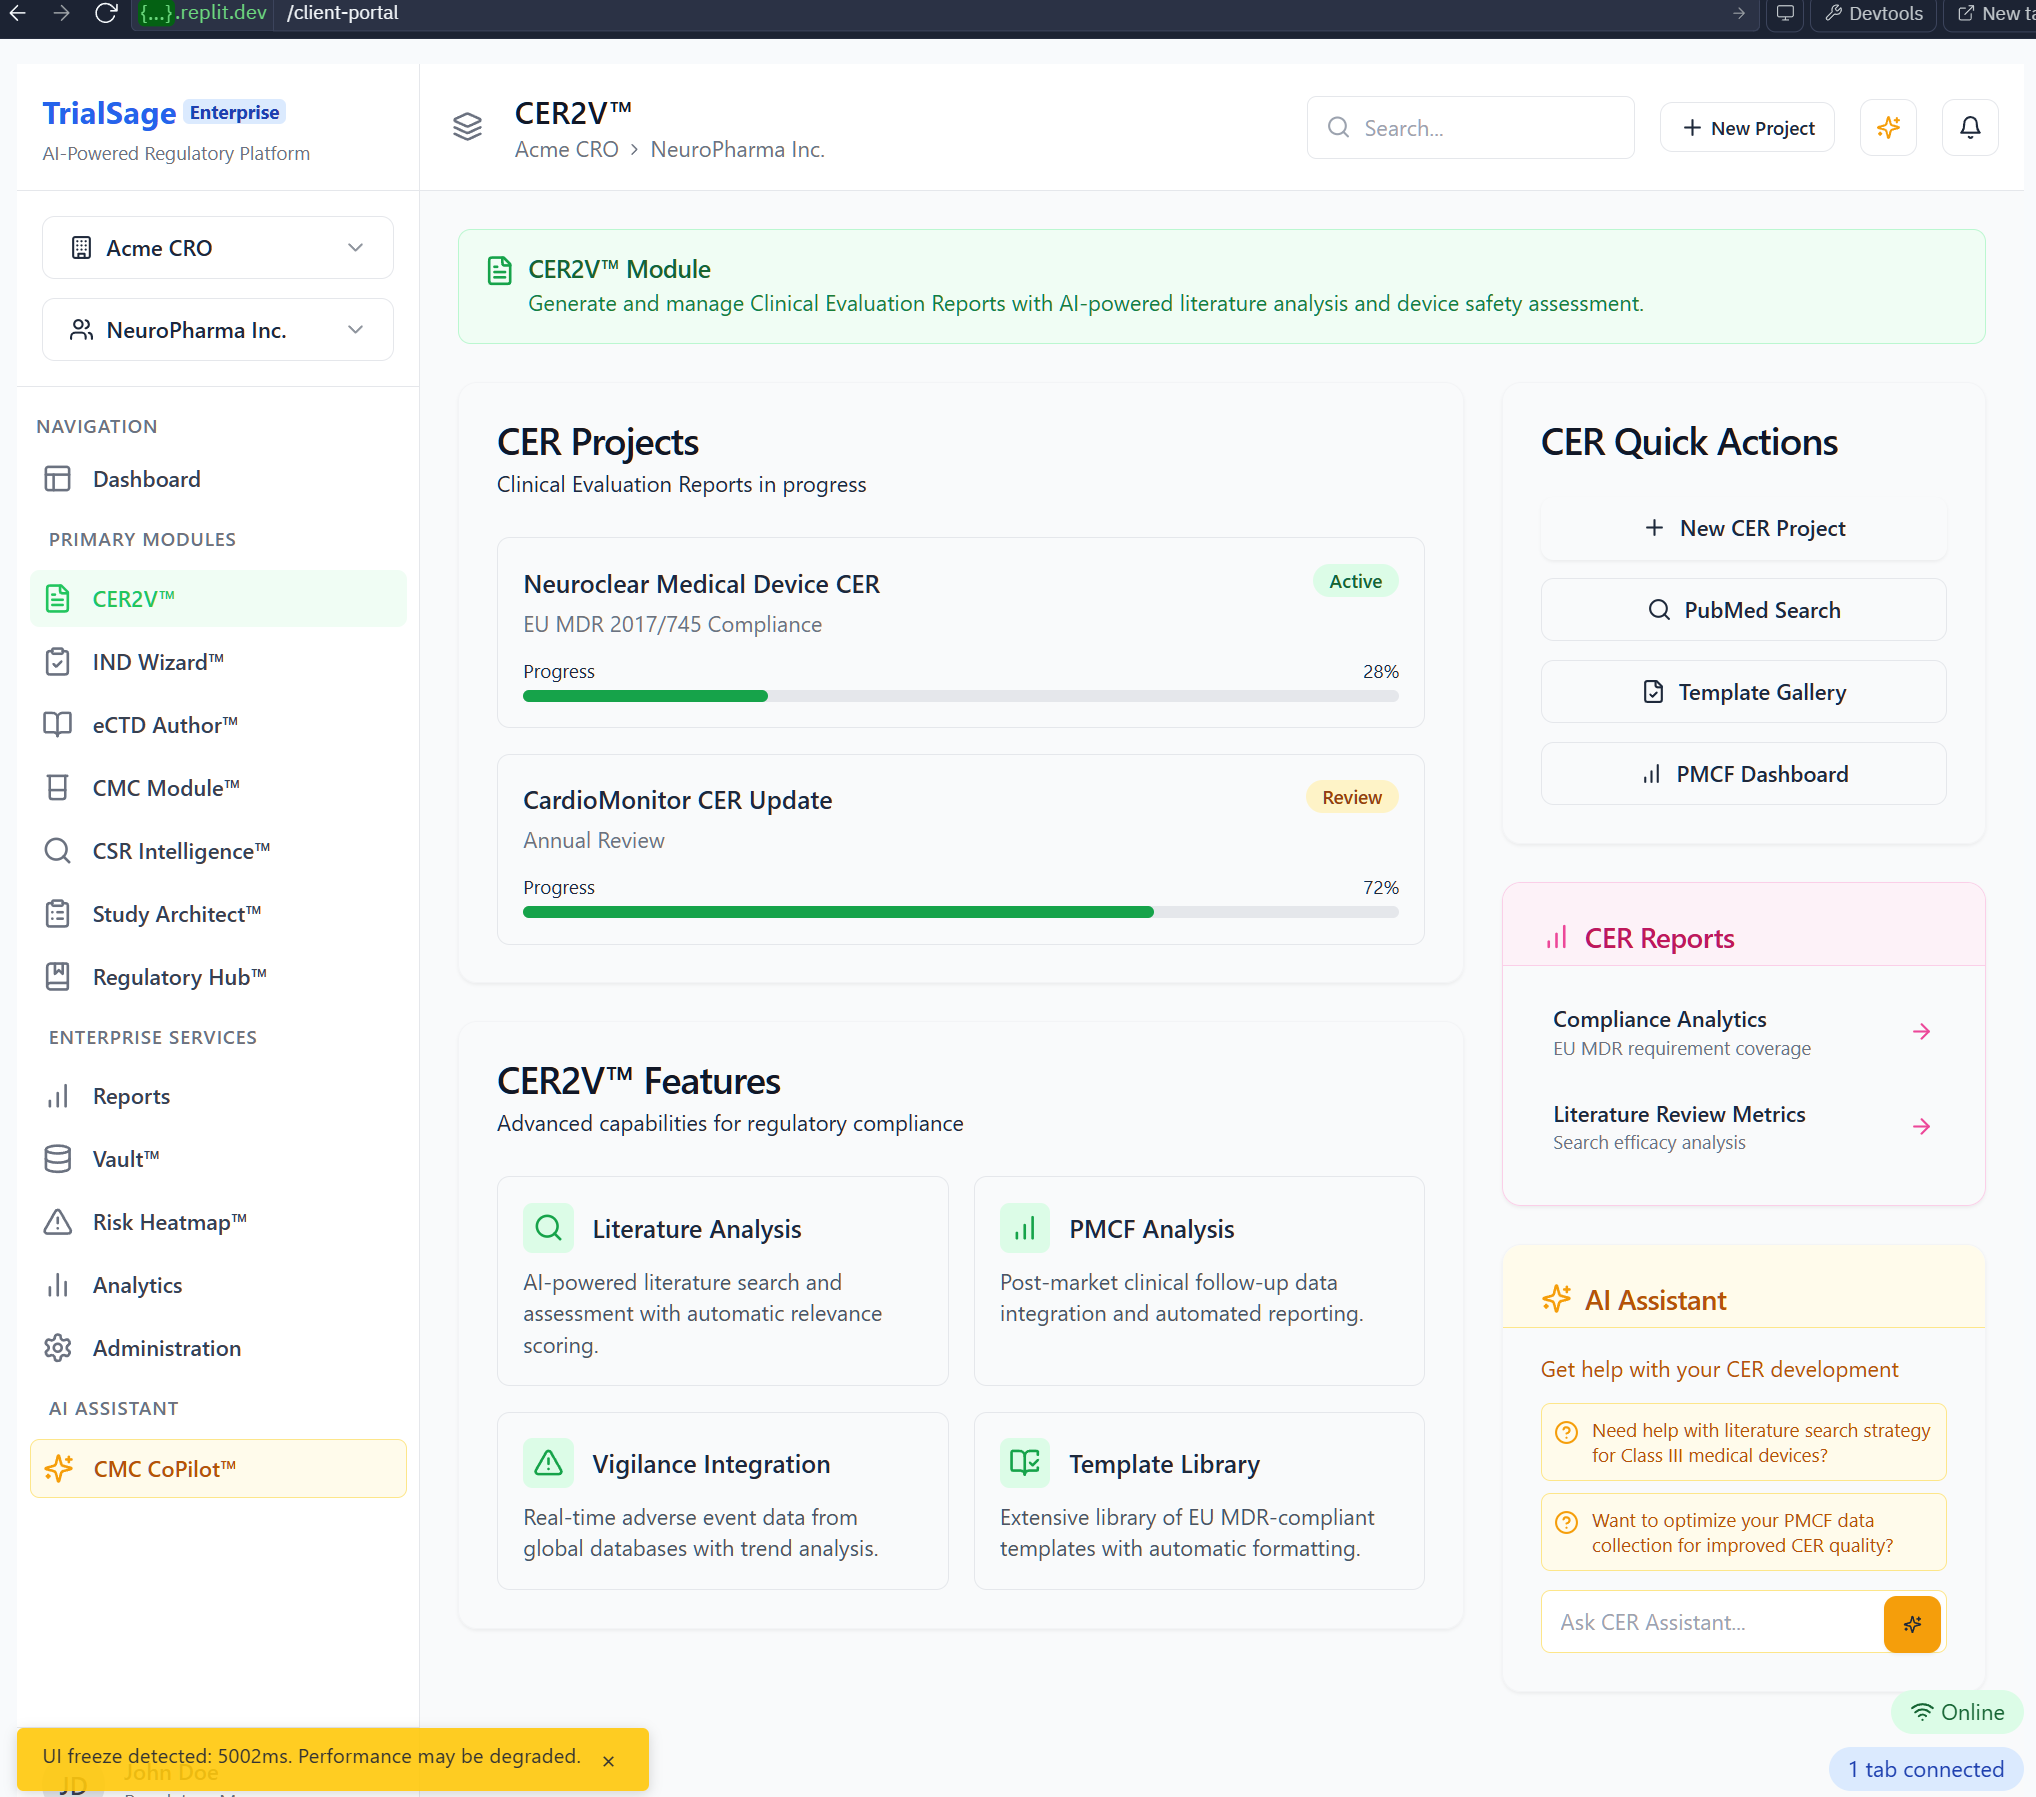 {...}.replit.dev /client-portal
Devtools
New
TrialSage Enterprise
AI-Powered Regulatory Platform
CER2V™
Acme CRO > NeuroPharma Inc.
Search...
+ New Project
Acme CRO
NeuroPharma Inc.
NAVIGATION
Dashboard
PRIMARY MODULES
CER2V™
IND Wizard™
eCTD Author™
CMC Module™
CSR Intelligence™
Study Architect™
Regulatory Hub™
ENTERPRISE SERVICES
Reports
Vault™
Risk Heatmap™
Analytics
Administration
AI ASSISTANT
CMC CoPilot™
CER2V™ Module
Generate and manage Clinical Evaluation Reports with AI-powered literature analysis and device safety assessment.
CER Projects
Clinical Evaluation Reports in progress
Neuroclear Medical Device CER
Active
EU MDR 2017/745 Compliance
Progress
28%
CardioMonitor CER Update
Review
Annual Review
Progress
72%
CER2V™ Features
Advanced capabilities for regulatory compliance
Literature Analysis
AI-powered literature search and
assessment with automatic relevance
scoring.
PMCF Analysis
Post-market clinical follow-up data
integration and automated reporting.
Vigilance Integration
Real-time adverse event data from
global databases with trend analysis.
Template Library
Extensive library of EU MDR-compliant
templates with automatic formatting.
CER Quick Actions
+ New CER Project
PubMed Search
Template Gallery
PMCF Dashboard
CER Reports
Compliance Analytics
EU MDR requirement coverage
Literature Review Metrics
Search efficacy analysis
AI Assistant
Get help with your CER development
Need help with literature search strategy
for Class III medical devices?
Want to optimize your PMCF data
collection for improved CER quality?
Ask CER Assistant...
Online
1 tab connected
UI freeze detected: 5002ms. Performance may be degraded. ×
JD
John Doe